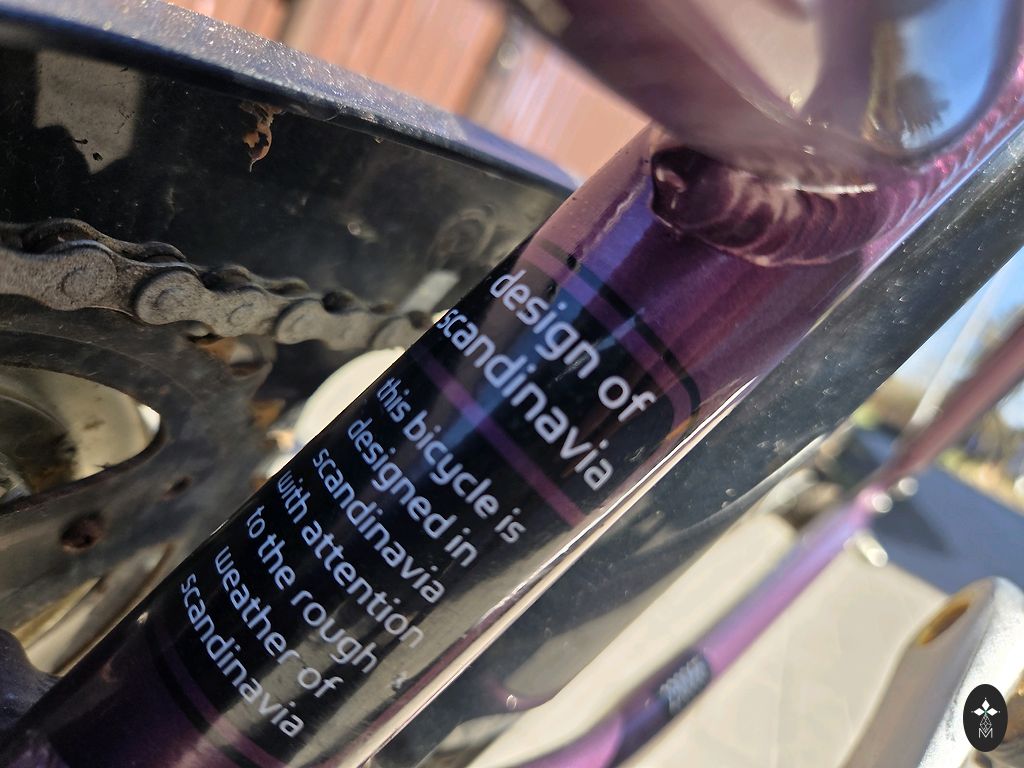 design of
scandinavia
this bicycle is
designed in
scandinavia
with attention
to the rough
weather of
scandinavia